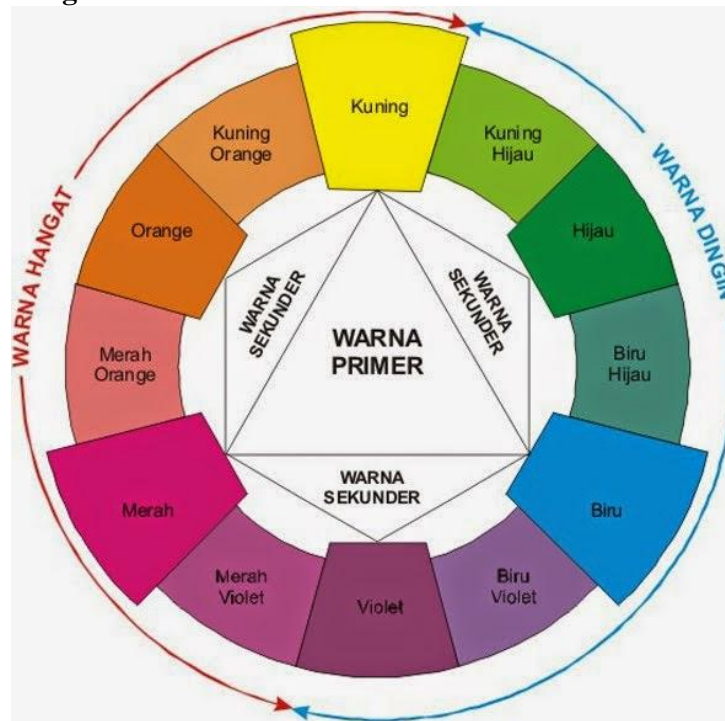 Kuning
Kuning
Orange
Kuning
Hijau
Orange
Hijau
WARNA HANGAT
WARNA DINGIN
WARNA
SEKUNDER
WARNA
SEKUNDER
WARNA
PRIMER
Merah
Orange
Biru
Hijau
WARNA
SEKUNDER
Merah
Biru
Merah
Violet
Violet
Biru
Violet